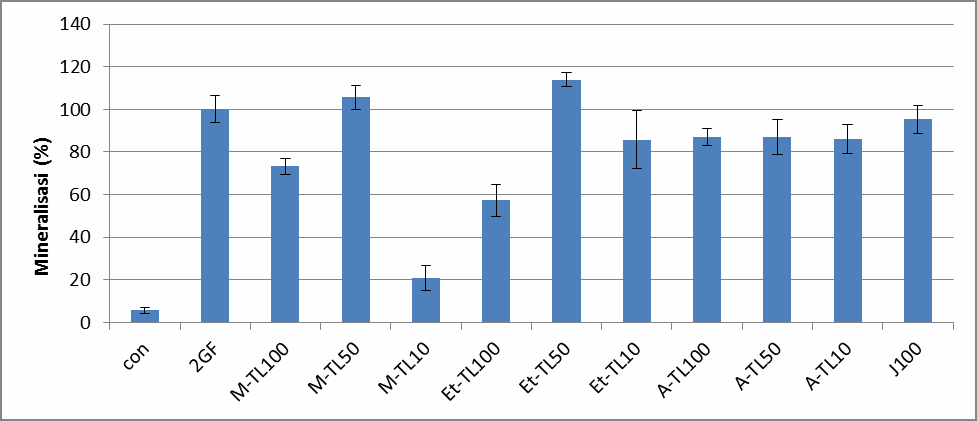 140
120
100
80
60
40
20
0
Mineralisasi (%)
con
2GF
M-TL100
M-TL50
M-TL10
Et-TL100
Et-TL50
Et-TL10
A-TL100
A-TL50
A-TL10
J100